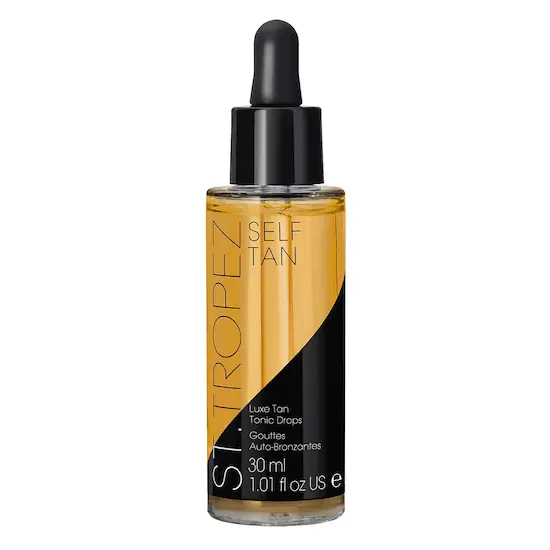 ST.TROPEZ
SELF
TAN
Luxe Tan
Tonic Drops
Gouttes
Auto-Bronzantes
30 ml
1.01 fl oz US ℮